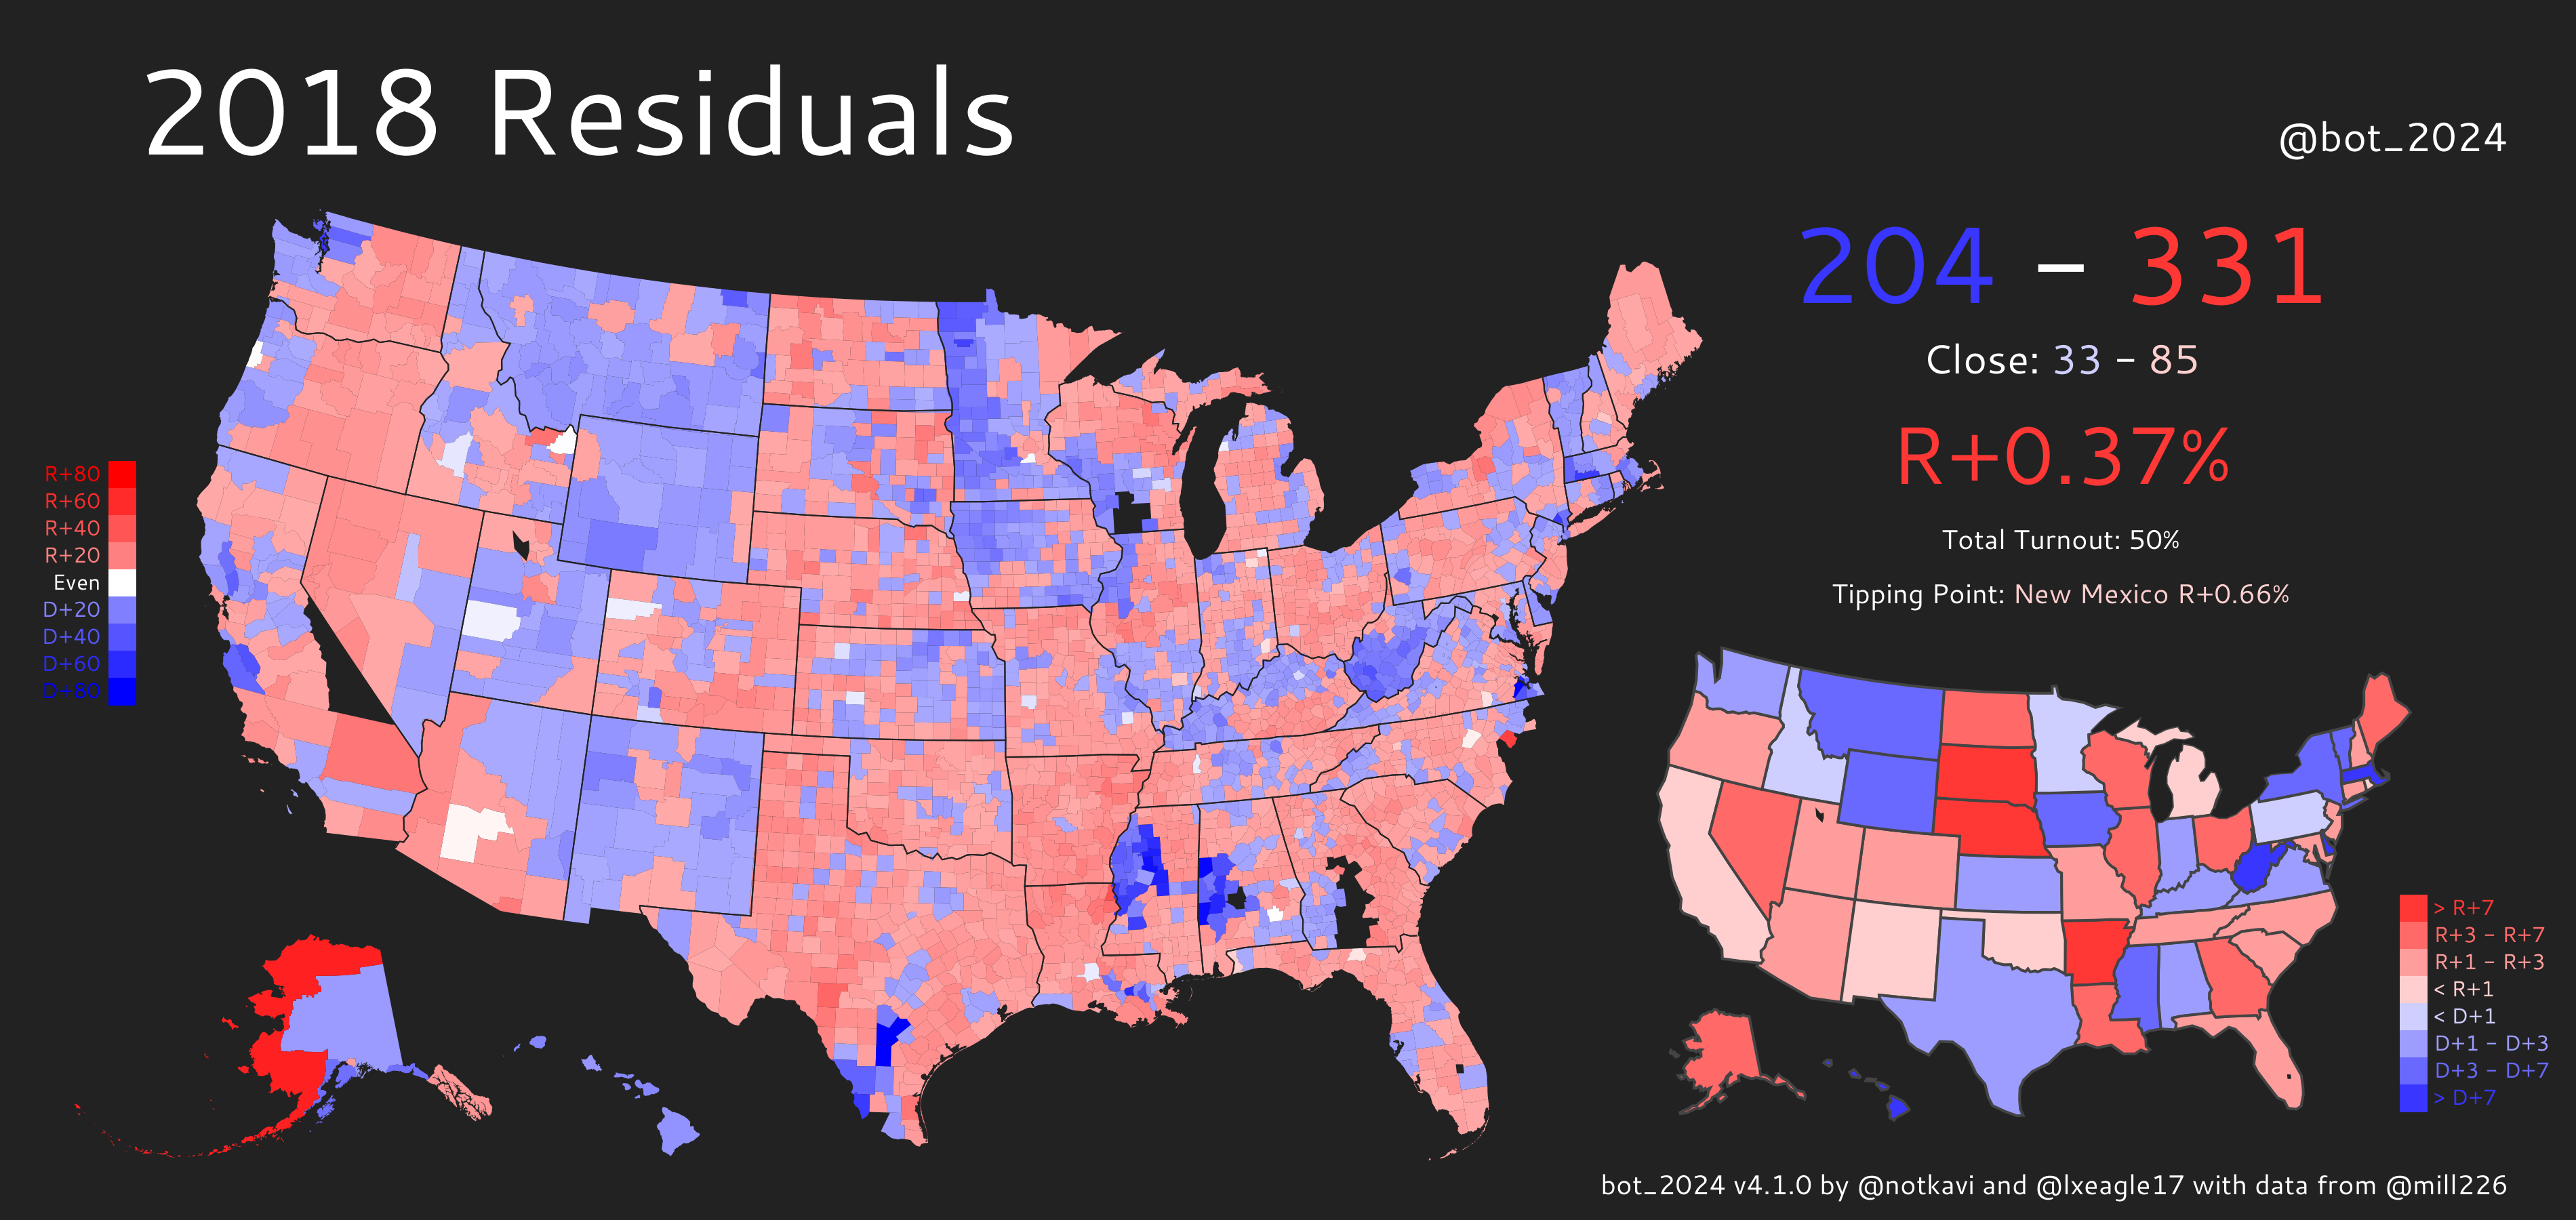 2018 Residuals
@bot_2024
204 – 331
Close: 33 – 85
R+0.37%
Total Turnout: 50%
Tipping Point: New Mexico R+0.66%
R+80
R+60
R+40
R+20
Even
D+20
D+40
D+60
D+80
> R+7
R+3 – R+7
R+1 – R+3
< R+1
< D+1
D+1 – D+3
D+3 – D+7
> D+7
bot_2024 v4.1.0 by @notkavi and @lxeagle17 with data from @mill226